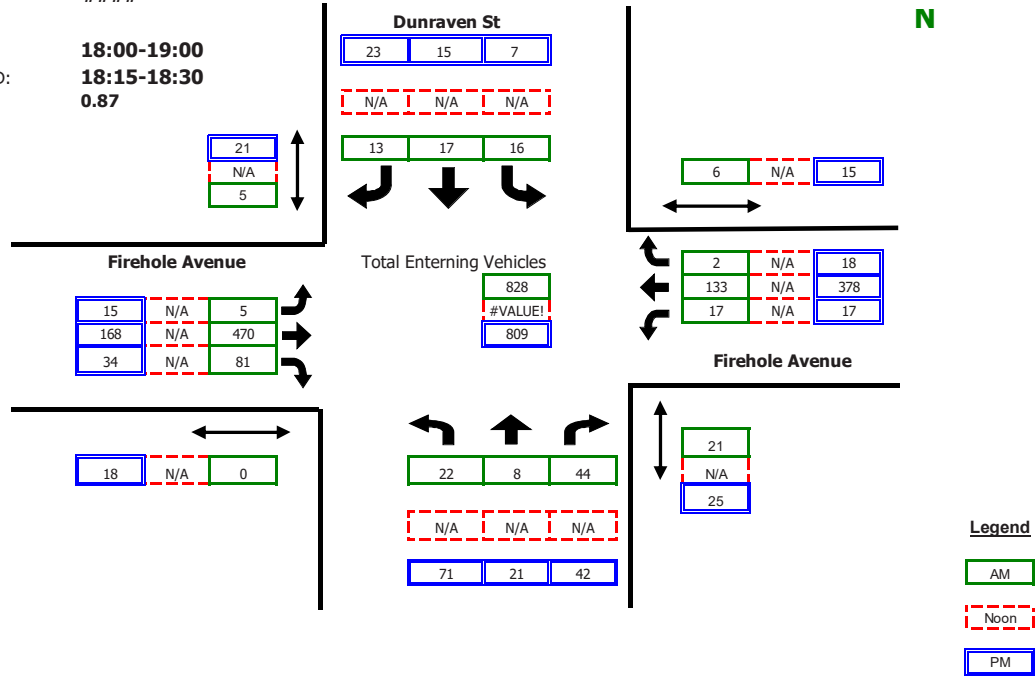 ####
Dunraven St
N
18:00-19:00
23 15 7
D:
18:15-18:30
0.87
N/A N/A N/A
21
13 17 16
N/A
6 N/A 15
5
Firehole Avenue
Total Enterning Vehicles
2 N/A 18
828
133 N/A 378
15 N/A 5
#VALUE!
17 N/A 17
168 N/A 470
809
34 N/A 81
Firehole Avenue
21
18 N/A 0
22 8 44
N/A
25
N/A N/A N/A
Legend
71 21 42
AM
Noon
PM